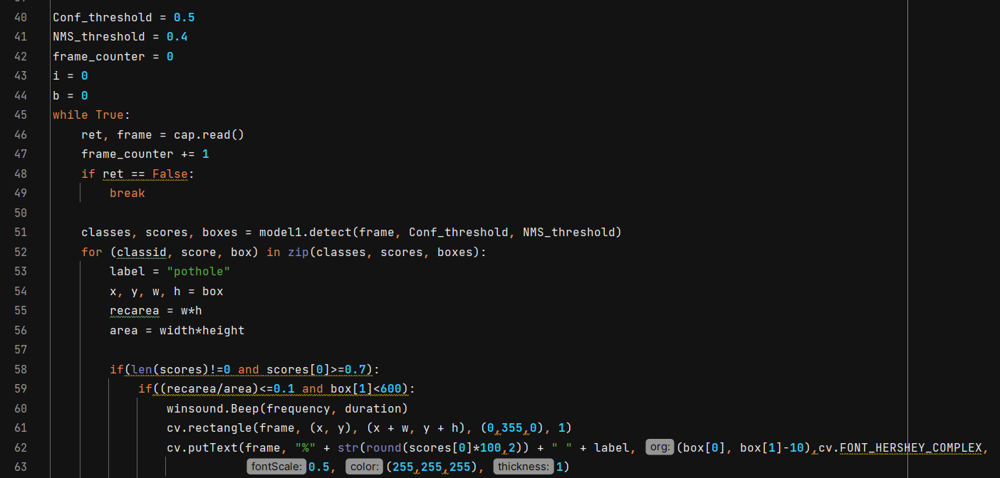 40 Conf_threshold = 0.5
41 NMS_threshold = 0.4
42 frame_counter = 0
43 i = 0
44 b = 0
45 while True:
46     ret, frame = cap.read()
47     frame_counter += 1
48     if ret == False:
49         break
50
51     classes, scores, boxes = model1.detect(frame, Conf_threshold, NMS_threshold)
52     for (classid, score, box) in zip(classes, scores, boxes):
53         label = "pothole"
54         x, y, w, h = box
55         recarea = w*h
56         area = width*height
57
58         if(len(scores)!=0 and scores[0]>=0.7):
59             if((recarea/area)<=0.1 and box[1]<600):
60                 winsound.Beep(frequency, duration)
61                 cv.rectangle(frame, (x, y), (x + w, y + h), (0,355,0), 1)
62                 cv.putText(frame, "%" + str(round(scores[0]*100,2)) + " " + label, org: (box[0], box[1]-10),cv.FONT_HERSHEY_COMPLEX,
63                            fontScale: 0.5, color: (255,255,255), thickness: 1)